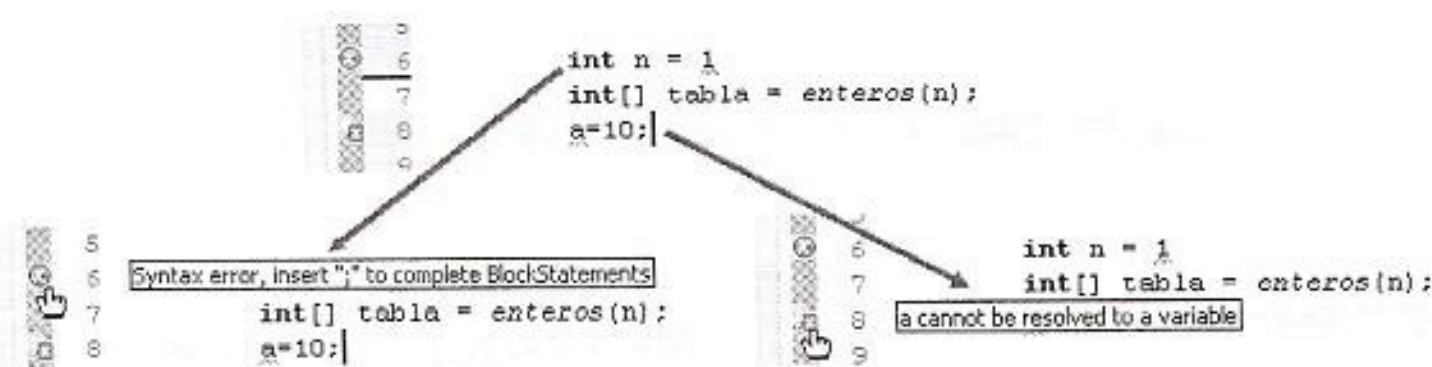 5
6 int n = 1
7 int[] tabla = enteros(n);
8 a=10;
9
5
6 Syntax error, insert ";" to complete BlockStatements
7 int[] tabla = enteros(n);
8 a=10;
6 int n = 1
7 int[] tabla = enteros(n);
8 a cannot be resolved to a variable
9